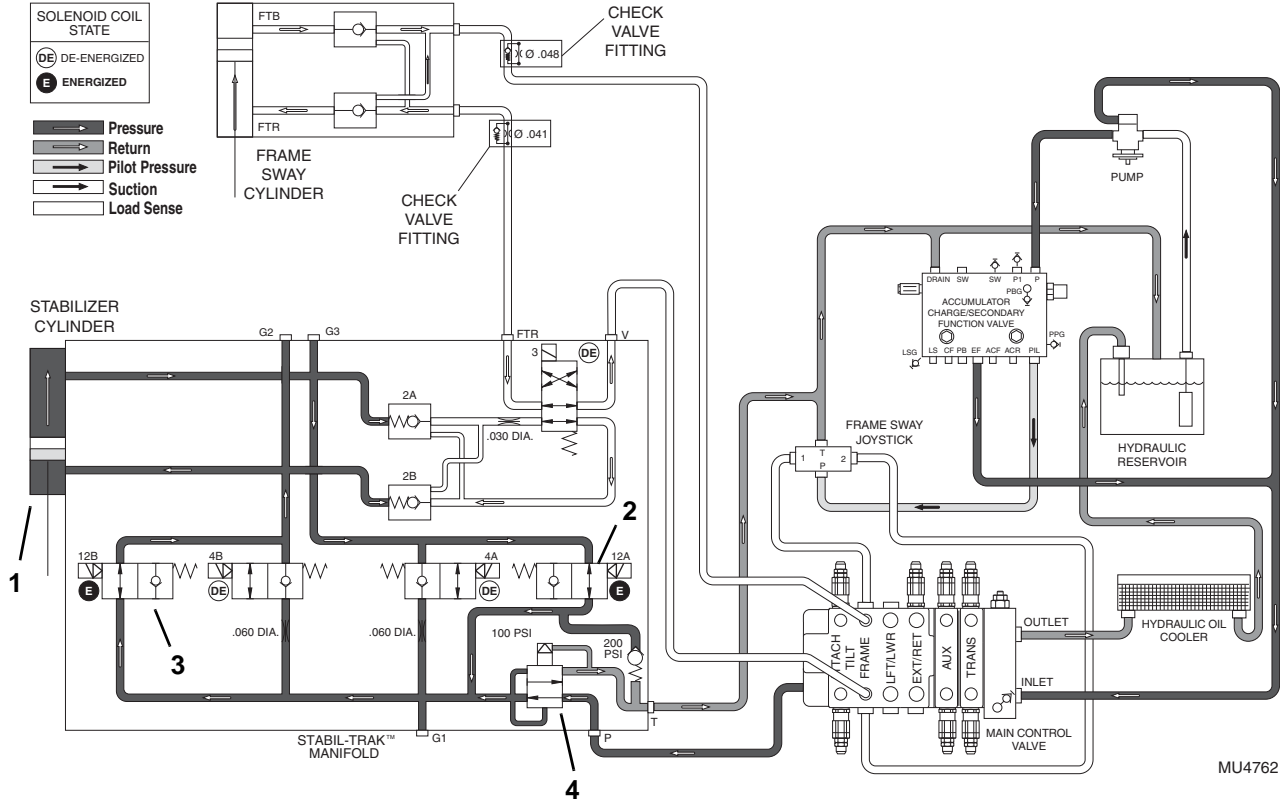 SOLENOID COIL
STATE
DE DE-ENERGIZED
E ENERGIZED
Pressure
Return
Pilot Pressure
Suction
Load Sense
FTB
FTR
FRAME
SWAY
CYLINDER
CHECK
VALVE
FITTING
Ø .048
Ø .041
CHECK
VALVE
FITTING
PUMP
DRAIN SW SW P1 P
PBG
ACCUMULATOR
CHARGE/SECONDARY
FUNCTION VALVE
PPG
LSG
LS CF PB EF ACF ACR PIL
HYDRAULIC
RESERVOIR
STABILIZER
CYLINDER
G2 G3 FTR V
3 DE
2A
.030 DIA.
2B
FRAME SWAY
JOYSTICK
1 T P 2
1
2
12B 4B 4A 12A
E DE DE E
3
.060 DIA. .060 DIA.
100 PSI
200
PSI
T
G1 P
STABIL-TRAK™
MANIFOLD
4
ATTACH
TILT
FRAME
LFT/LWR
EXT/RET
AUX
TRANS
OUTLET
INLET
HYDRAULIC OIL
COOLER
MAIN CONTROL
VALVE
MU4762